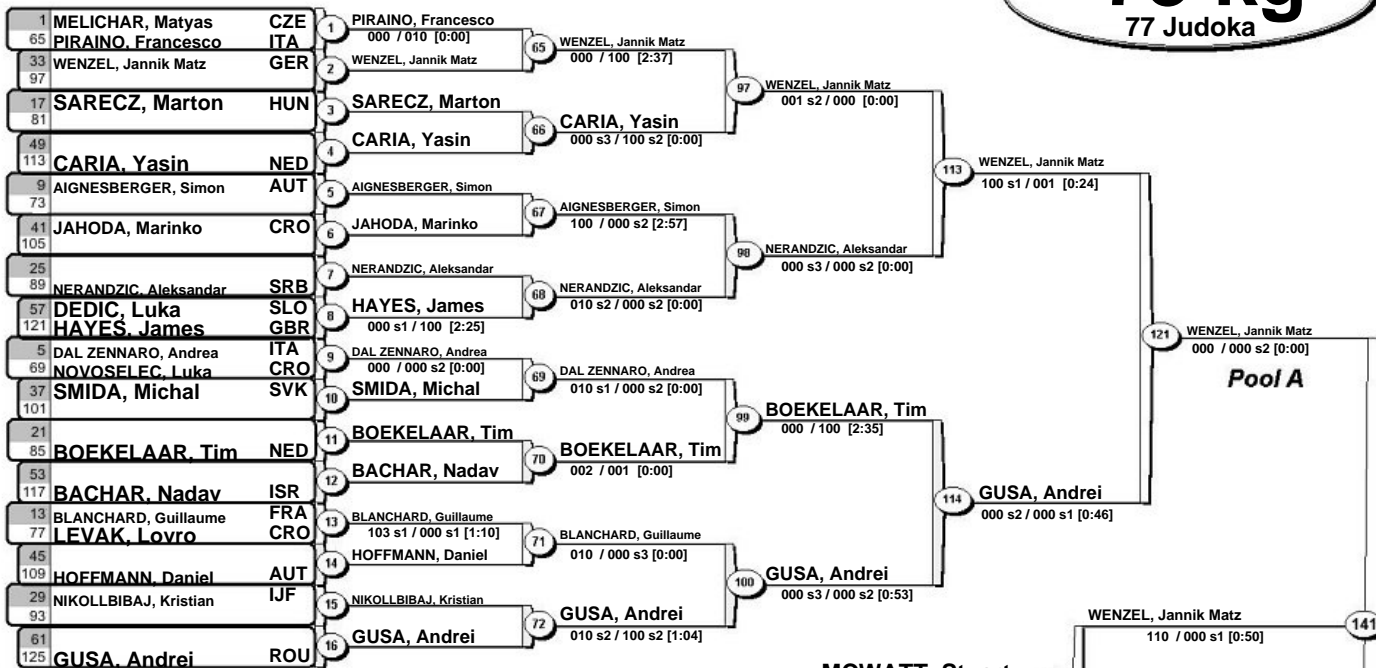 77 Judoka
1 MELICHAR, Matyas CZE
65 PIRAINO, Francesco ITA
33 WENZEL, Jannik Matz GER
97
17 SARECZ, Marton HUN
81
49
113 CARIA, Yasin NED
9 AIGNESBERGER, Simon AUT
73
41 JAHODA, Marinko CRO
105
25
89 NERANDZIC, Aleksandar SRB
57 DEDIC, Luka SLO
121 HAYES, James GBR
5 DAL ZENNARO, Andrea ITA
69 NOVOSELEC, Luka CRO
37 SMIDA, Michal SVK
101
21
85 BOEKELAAR, Tim NED
53
117 BACHAR, Nadav ISR
13 BLANCHARD, Guillaume FRA
77 LEVAK, Lovro CRO
45
109 HOFFMANN, Daniel AUT
29 NIKOLLBIBAJ, Kristian IJF
93
61
125 GUSA, Andrei ROU
1 PIRAINO, Francesco
000 / 010 [0:00]
2 WENZEL, Jannik Matz
3 SARECZ, Marton
4 CARIA, Yasin
5 AIGNESBERGER, Simon
6 JAHODA, Marinko
7 NERANDZIC, Aleksandar
8 HAYES, James
000 s1 / 100 [2:25]
9 DAL ZENNARO, Andrea
000 / 000 s2 [0:00]
10 SMIDA, Michal
11 BOEKELAAR, Tim
12 BACHAR, Nadav
13 BLANCHARD, Guillaume
103 s1 / 000 s1 [1:10]
14 HOFFMANN, Daniel
15 NIKOLLBIBAJ, Kristian
16 GUSA, Andrei
65 WENZEL, Jannik Matz
000 / 100 [2:37]
66 CARIA, Yasin
000 s3 / 100 s2 [0:00]
67 AIGNESBERGER, Simon
100 / 000 s2 [2:57]
68 NERANDZIC, Aleksandar
010 s2 / 000 s2 [0:00]
69 DAL ZENNARO, Andrea
010 s1 / 000 s2 [0:00]
70 BOEKELAAR, Tim
002 / 001 [0:00]
71 BLANCHARD, Guillaume
010 / 000 s3 [0:00]
72 GUSA, Andrei
010 s2 / 100 s2 [1:04]
97 WENZEL, Jannik Matz
001 s2 / 000 [0:00]
98 NERANDZIC, Aleksandar
000 s3 / 000 s2 [0:00]
99 BOEKELAAR, Tim
000 / 100 [2:35]
100 GUSA, Andrei
000 s3 / 000 s2 [0:53]
113 WENZEL, Jannik Matz
100 s1 / 001 [0:24]
114 GUSA, Andrei
000 s2 / 000 s1 [0:46]
121 WENZEL, Jannik Matz
000 / 000 s2 [0:00]
Pool A
WENZEL, Jannik Matz 141
110 / 000 s1 [0:50]